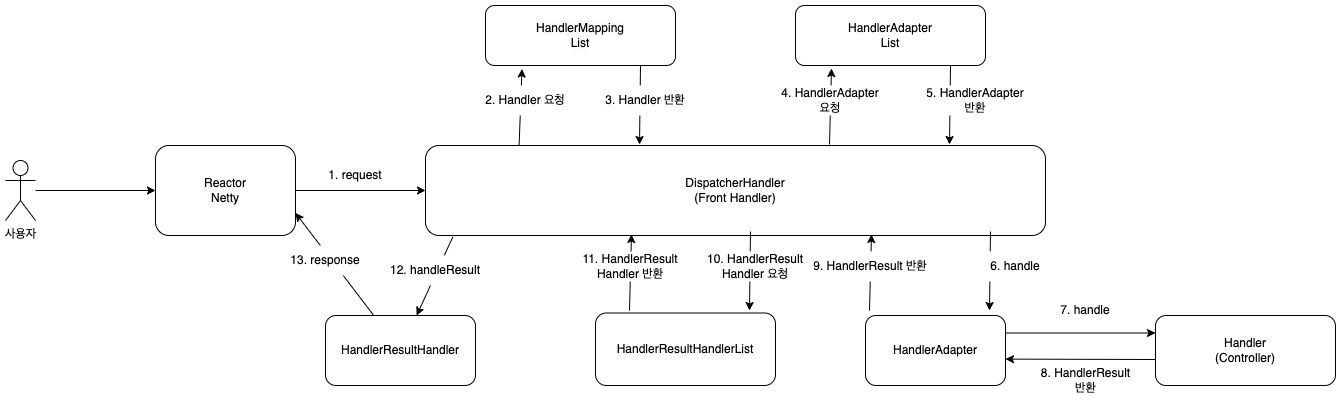 HandlerMapping
List
HandlerAdapter
List
2. Handler 요청
3. Handler 반환
4. HandlerAdapter
요청
5. HandlerAdapter
반환
사용자
Reactor
Netty
1. request
DispatcherHandler
(Front Handler)
13. response
12. handleResult
11. HandlerResult
Handler 반환
10. HandlerResult
Handler 요청
9. HandlerResult 반환
6. handle
HandlerResultHandler
HandlerResultHandlerList
HandlerAdapter
7. handle
8. HandlerResult
반환
Handler
(Controller)